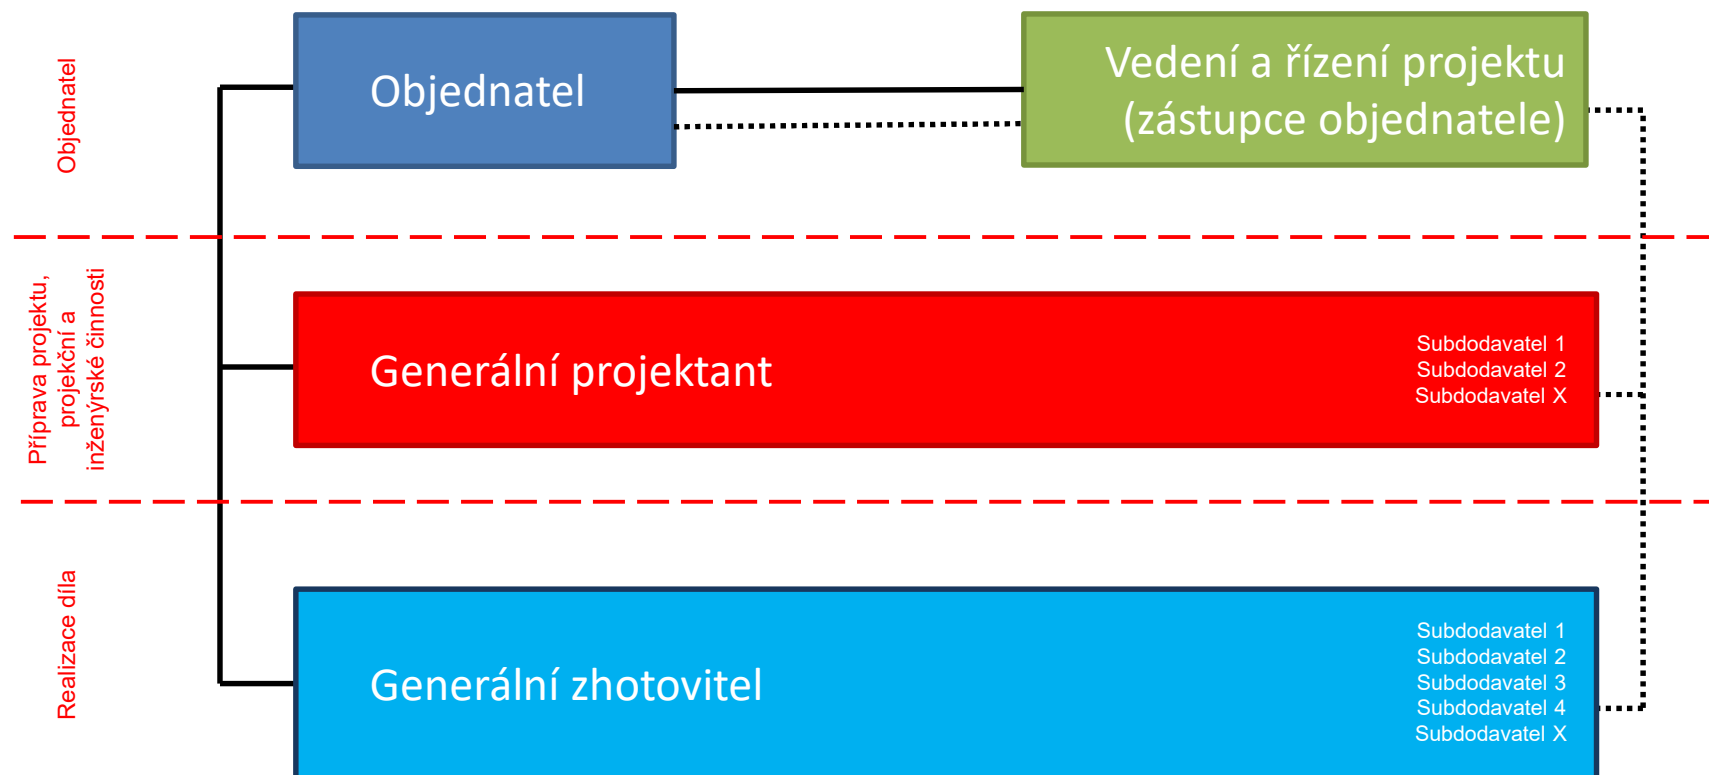 Objednatel
Objednatel
Vedení a řízení projektu
(zástupce objednatele)
Příprava projektu,
projekční a
inženýrské činnosti
Generální projektant
Subdodavatel 1
Subdodavatel 2
Subdodavatel X
Realizace díla
Generální zhotovitel
Subdodavatel 1
Subdodavatel 2
Subdodavatel 3
Subdodavatel 4
Subdodavatel X